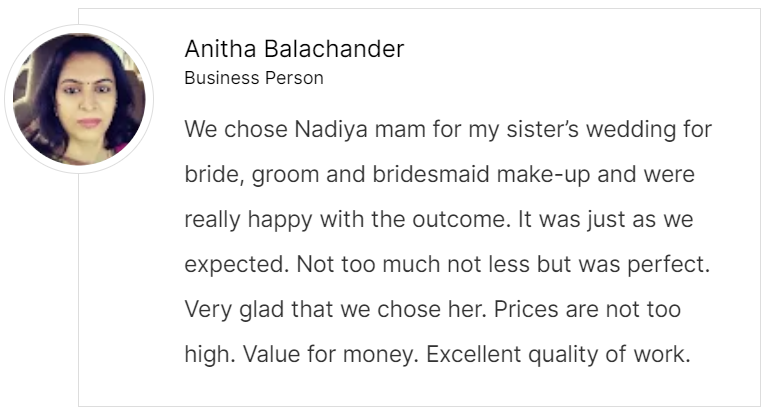 Anitha Balachander
Business Person
We chose Nadiya mam for my sister’s wedding for
bride, groom and bridesmaid make-up and were
really happy with the outcome. It was just as we
expected. Not too much not less but was perfect.
Very glad that we chose her. Prices are not too
high. Value for money. Excellent quality of work.